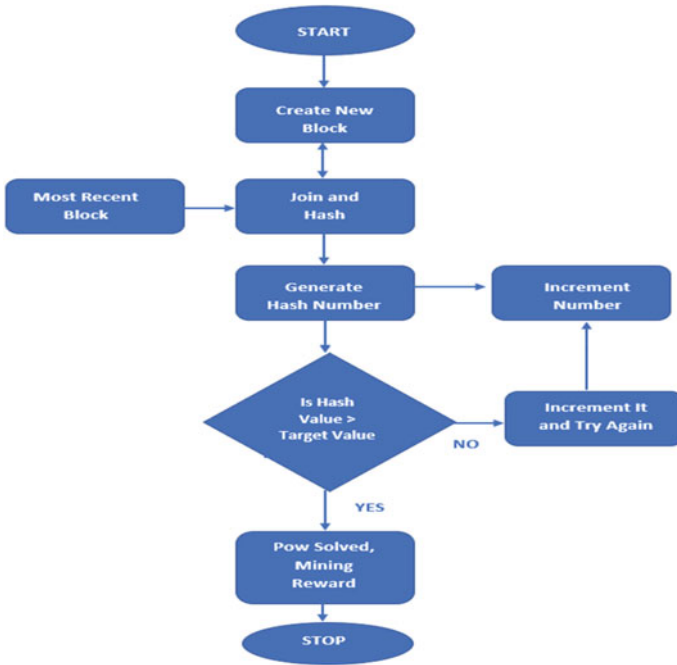 START
Create New
Block
Most Recent
Block
Join and
Hash
Generate
Hash Number
Increment
Number
Is Hash
Value >
Target Value
NO
Increment It
and Try Again
YES
Pow Solved,
Mining
Reward
STOP